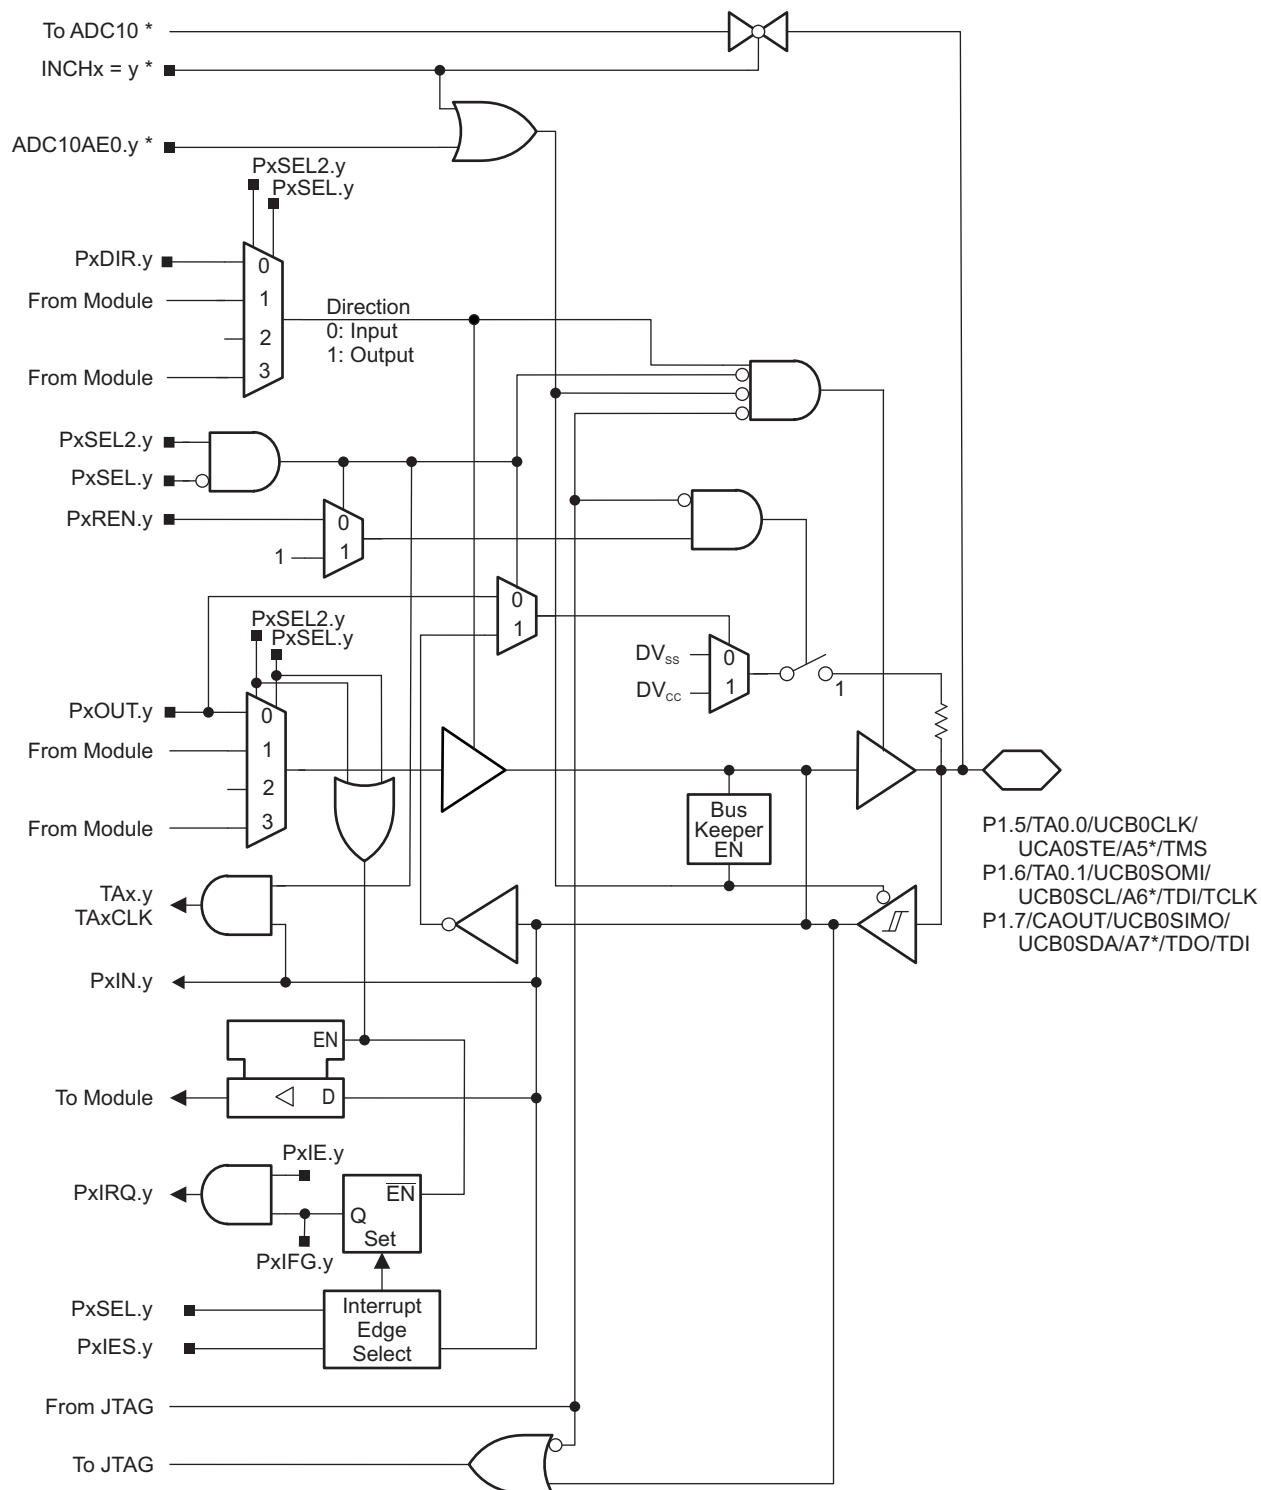 To ADC10 *
INCHx = y *
ADC10AE0.y *
PxSEL2.y
PxSEL.y
PxDIR.y
0
From Module
1
2
From Module
3
Direction
0: Input
1: Output
PxSEL2.y
PxSEL.y
PxREN.y
0
1
1
0
1
PxSEL2.y
PxSEL.y
DVSS
0
DVCC
1
1
PxOUT.y
0
From Module
1
2
From Module
3
Bus
Keeper
EN
P1.5/TA0.0/UCB0CLK/
UCA0STE/A5*/TMS
P1.6/TA0.1/UCB0SOMI/
UCB0SCL/A6*/TDI/TCLK
P1.7/CAOUT/UCB0SIMO/
UCB0SDA/A7*/TDO/TDI
TAx.y
TAxCLK
PxIN.y
EN
To Module
D
PxIE.y
PxIRQ.y
EN
Q
Set
PxIFG.y
PxSEL.y
PxIES.y
Interrupt
Edge
Select
From JTAG
To JTAG